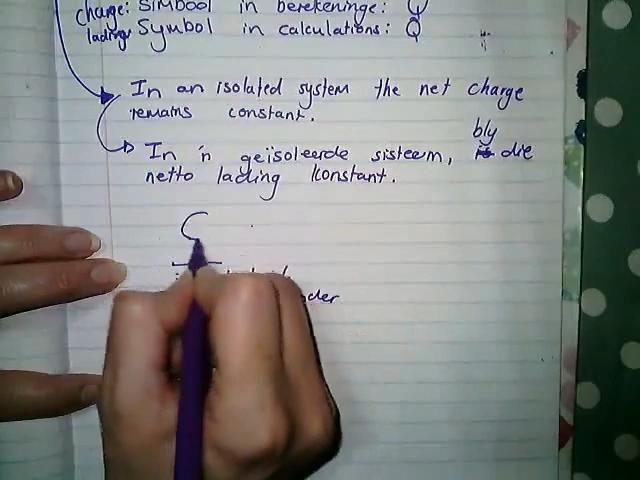 charge: Simbool in berekeninge: Q
lading: Symbol in calculations: Q
In an isolated system the net charge
remains constant.
bly
In 'n geïsoleerde sisteem, die
netto lading konstant.